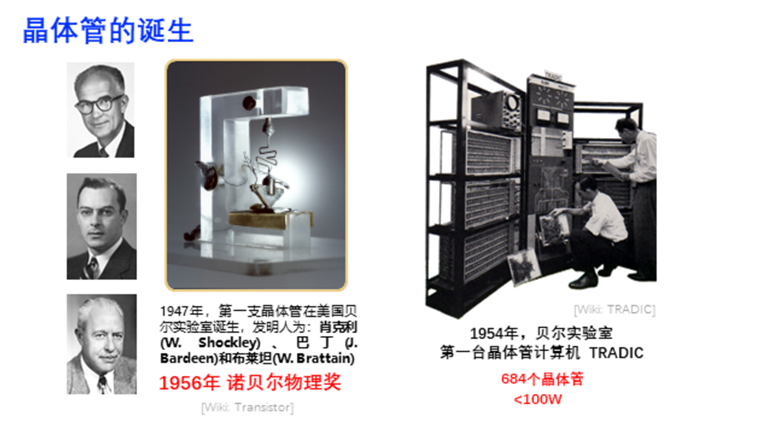 晶体管的诞生
TRADIC
1947年，第一支晶体管在美国贝
尔实验室诞生，发明人为：肖克利
(W. Shockley)、巴丁(J.
Bardeen)和布莱坦(W. Brattain)
1956年 诺贝尔物理奖
[Wiki: Transistor]
[Wiki: TRADIC]
1954年，贝尔实验室
第一台晶体管计算机 TRADIC
684个晶体管
<100W